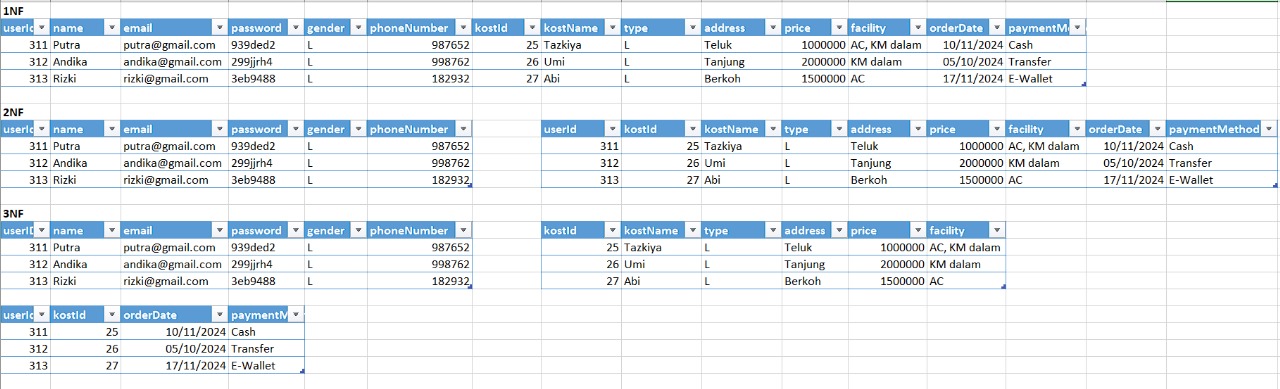 1NF
userId name email password gender phoneNumber kostId kostName type address price facility orderDate paymentMe
311 Putra putra@gmail.com 939ded2 L 987652 25 Tazkiya L Teluk 1000000 AC, KM dalam 10/11/2024 Cash
312 Andika andika@gmail.com 299jjrh4 L 998762 26 Umi L Tanjung 2000000 KM dalam 05/10/2024 Transfer
313 Rizki rizki@gmail.com 3eb9488 L 182932 27 Abi L Berkoh 1500000 AC 17/11/2024 E-Wallet
2NF
userId name email password gender phoneNumber userId kostId kostName type address price facility orderDate paymentMethod
311 Putra putra@gmail.com 939ded2 L 987652 311 25 Tazkiya L Teluk 1000000 AC, KM dalam 10/11/2024 Cash
312 Andika andika@gmail.com 299jjrh4 L 998762 312 26 Umi L Tanjung 2000000 KM dalam 05/10/2024 Transfer
313 Rizki rizki@gmail.com 3eb9488 L 182932 313 27 Abi L Berkoh 1500000 AC 17/11/2024 E-Wallet
3NF
userID name email password gender phoneNumber kostId kostName type address price facility
311 Putra putra@gmail.com 939ded2 L 987652 25 Tazkiya L Teluk 1000000 AC, KM dalam
312 Andika andika@gmail.com 299jjrh4 L 998762 26 Umi L Tanjung 2000000 KM dalam
313 Rizki rizki@gmail.com 3eb9488 L 182932 27 Abi L Berkoh 1500000 AC
userId kostId orderDate paymentM
311 25 10/11/2024 Cash
312 26 05/10/2024 Transfer
313 27 17/11/2024 E-Wallet